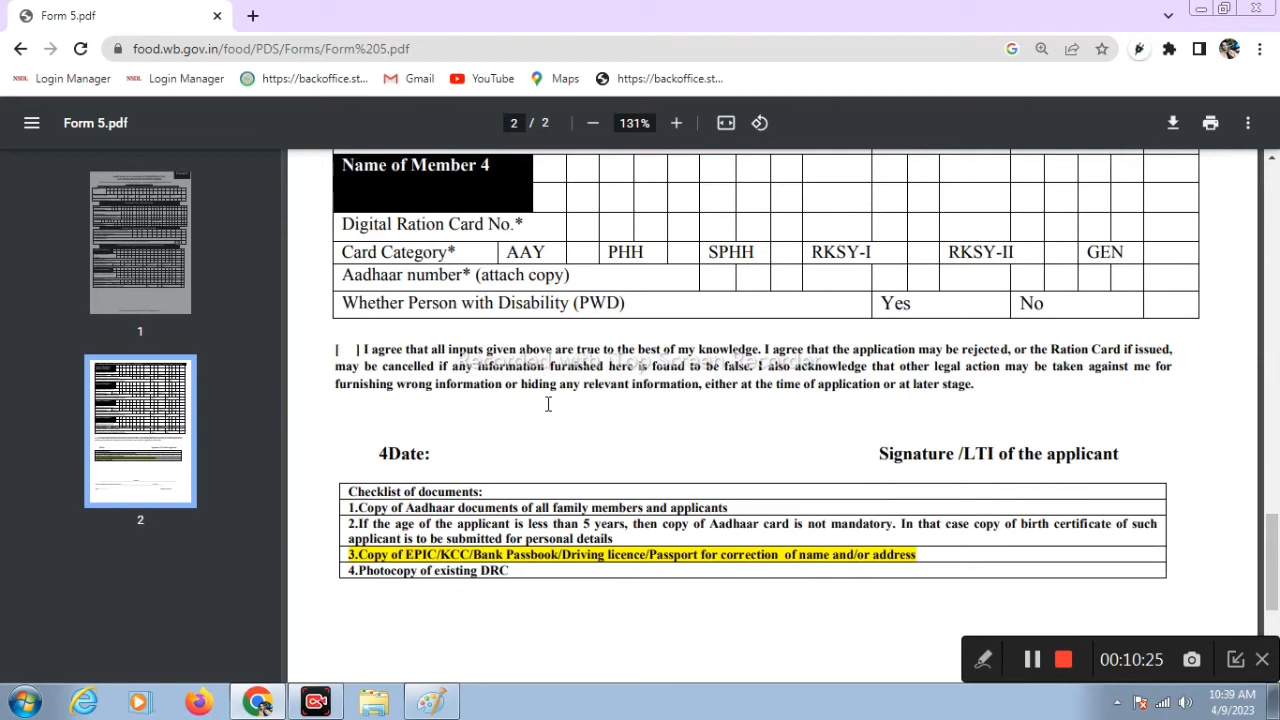 Form 5.pdf
food.wb.gov.in/food/PDS/Forms/Form%205.pdf
NSDL Login Manager NSDL Login Manager https://backoffice.st... Gmail YouTube Maps https://backoffice.st...
Form 5.pdf 2 / 2 131%
1
2
Name of Member 4
Digital Ration Card No.*
Card Category* AAY PHH SPHH RKSY-I RKSY-II GEN
Aadhaar number* (attach copy)
Whether Person with Disability (PWD) Yes No
[ ] I agree that all inputs given above are true to the best of my knowledge. I agree that the application may be rejected, or the Ration Card if issued,
Recorded with iTop Screen Recorder
may be cancelled if any information furnished here is found to be false. I also acknowledge that other legal action may be taken against me for
furnishing wrong information or hiding any relevant information, either at the time of application or at later stage.
4Date: Signature /LTI of the applicant
Checklist of documents:
1.Copy of Aadhaar documents of all family members and applicants
2.If the age of the applicant is less than 5 years, then copy of Aadhaar card is not mandatory. In that case copy of birth certificate of such
applicant is to be submitted for personal details
3.Copy of EPIC/KCC/Bank Passbook/Driving licence/Passport for correction of name and/or address
4.Photocopy of existing DRC
00:10:25
10:39 AM
4/9/2023